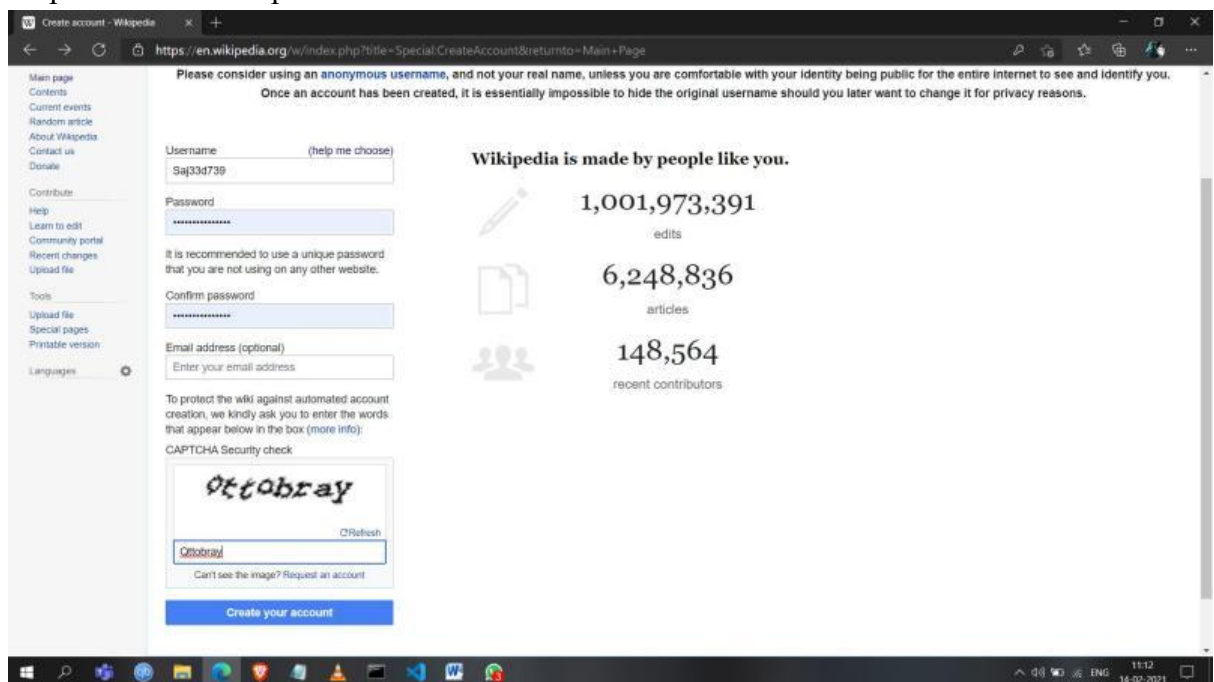 Create account - Wikipedia
https://en.wikipedia.org/w/index.php?title=Special:CreateAccount&returnto=Main+Page
Main page
Contents
Current events
Random article
About Wikipedia
Contact us
Donate
Contribute
Help
Learn to edit
Community portal
Recent changes
Upload file
Tools
Upload file
Special pages
Printable version
Languages
Please consider using an anonymous username, and not your real name, unless you are comfortable with your identity being public for the entire internet to see and identify you.
Once an account has been created, it is essentially impossible to hide the original username should you later want to change it for privacy reasons.
Username (help me choose)
Saj33d739
Password
•••••••••••••••
It is recommended to use a unique password
that you are not using on any other website.
Confirm password
•••••••••••••••
Email address (optional)
Enter your email address
To protect the wiki against automated account
creation, we kindly ask you to enter the words
that appear below in the box (more info):
CAPTCHA Security check
ottobray
Refresh
Ottobray
Can't see the image? Request an account
Create your account
Wikipedia is made by people like you.
1,001,973,391
edits
6,248,836
articles
148,564
recent contributors
ENG
11:12
14-02-2021